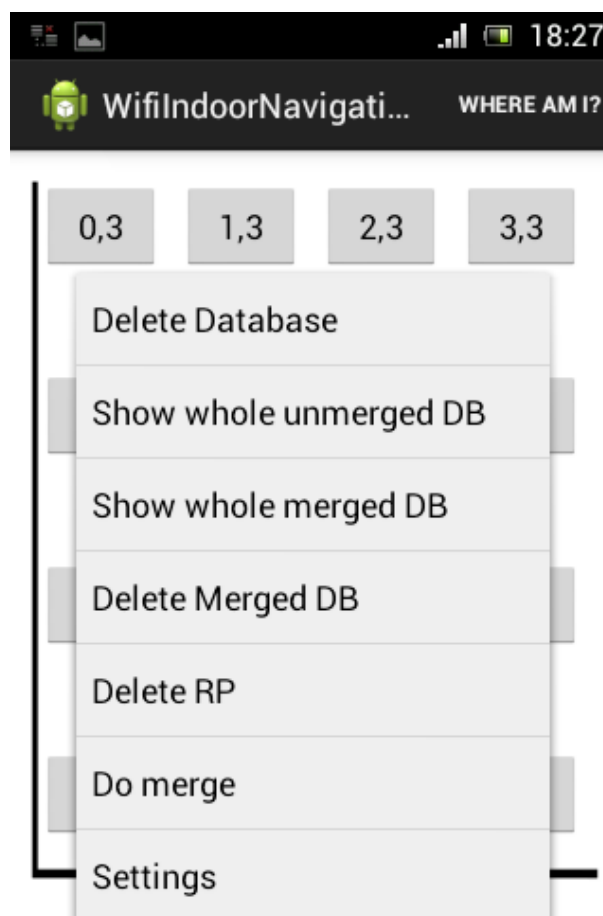 18:27
WifiIndoorNavigati... WHERE AM I?
0,3 1,3 2,3 3,3
Delete Database
Show whole unmerged DB
Show whole merged DB
Delete Merged DB
Delete RP
Do merge
Settings